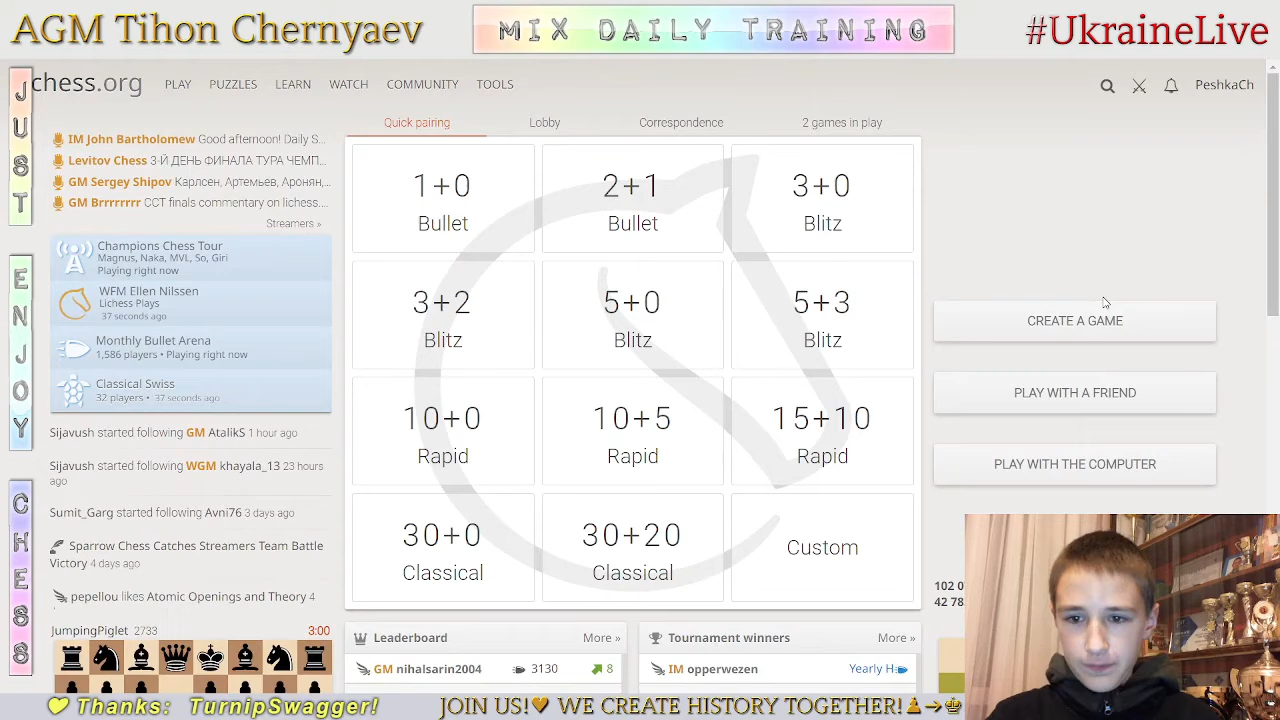 AGM Tihon Chernyaev
MIX DAILY TRAINING
#UkraineLive
JUST
ENJOY
CHESS
chess.org
PLAY
PUZZLES
LEARN
WATCH
COMMUNITY
TOOLS
PeshkaCh
IM John Bartholomew Good afternoon! Daily S...
Levitov Chess 3-Й ДЕНЬ ФИНАЛА ТУРА ЧЕМП...
GM Sergey Shipov Карлсен, Артемьев, Аронян,...
GM Brrrrrrrr CCT finals commentary on lichess....
Streamers »
Champions Chess Tour
Magnus, Naka, MVL, So, Giri
Playing right now
WFM Ellen Nilssen
Lichess Plays
37 seconds ago
Monthly Bullet Arena
1,586 players • Playing right now
Classical Swiss
32 players • 37 seconds ago
Sijavush started following GM AtalikS 1 hour ago
Sijavush started following WGM khayala_13 23 hours
ago
Sumit_Garg started following Avni76 3 days ago
Sparrow Chess Catches Streamers Team Battle
Victory 4 days ago
pepellou likes Atomic Openings and Theory 4
JumpingPiglet 2733 3:00
Quick pairing
Lobby
Correspondence
2 games in play
1+0
Bullet
2+1
Bullet
3+0
Blitz
3+2
Blitz
5+0
Blitz
5+3
Blitz
10+0
Rapid
10+5
Rapid
15+10
Rapid
30+0
Classical
30+20
Classical
Custom
CREATE A GAME
PLAY WITH A FRIEND
PLAY WITH THE COMPUTER
102 0
42 78
Leaderboard More »
GM nihalsarin2004 3130 8
Tournament winners More »
IM opperwezen Yearly H
Thanks: TurnipSwagger!
JOIN US! WE CREATE HISTORY TOGETHER!